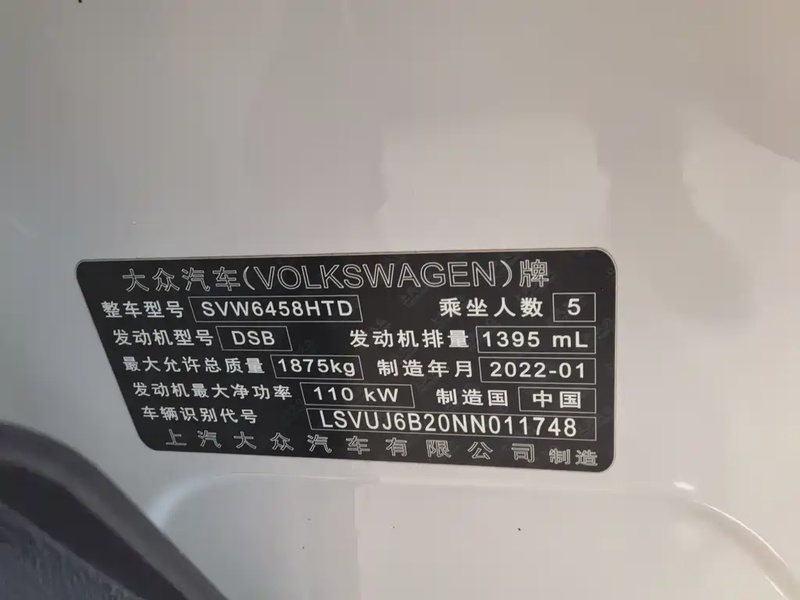 大众汽车(VOLKSWAGEN)牌
整车型号 SVW6458HTD 乘坐人数 5
发动机型号 DSB 发动机排量 1395 mL
最大允许总质量 1875kg 制造年月 2022-01
发动机最大净功率 110 kW 制造国 中国
车辆识别代号 LSVUJ6B20NN011748
上汽大众汽车有限公司 制造